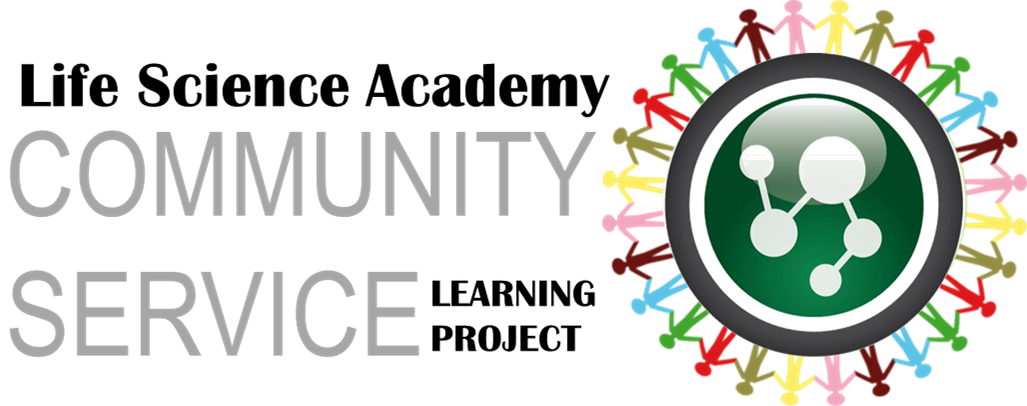 Life Science Academy
COMMUNITY
SERVICE
LEARNING
PROJECT